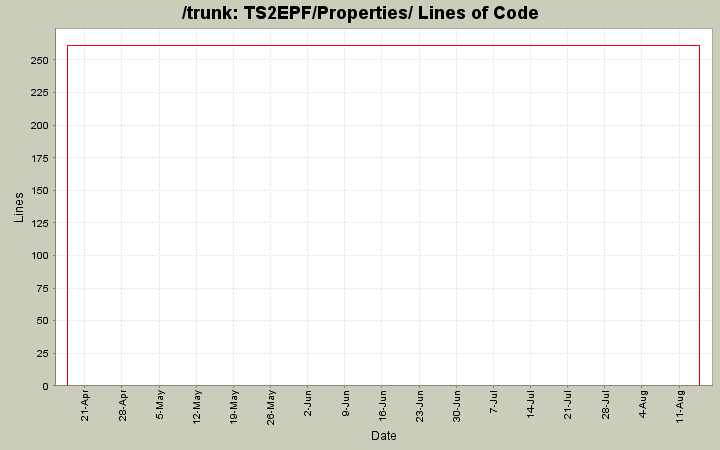 /trunk: TS2EPF/Properties/ Lines of Code
250
225
200
175
150
125
100
75
50
25
0
Lines
21-Apr
28-Apr
5-May
12-May
19-May
26-May
2-Jun
9-Jun
16-Jun
23-Jun
30-Jun
7-Jul
14-Jul
21-Jul
28-Jul
4-Aug
11-Aug
Date